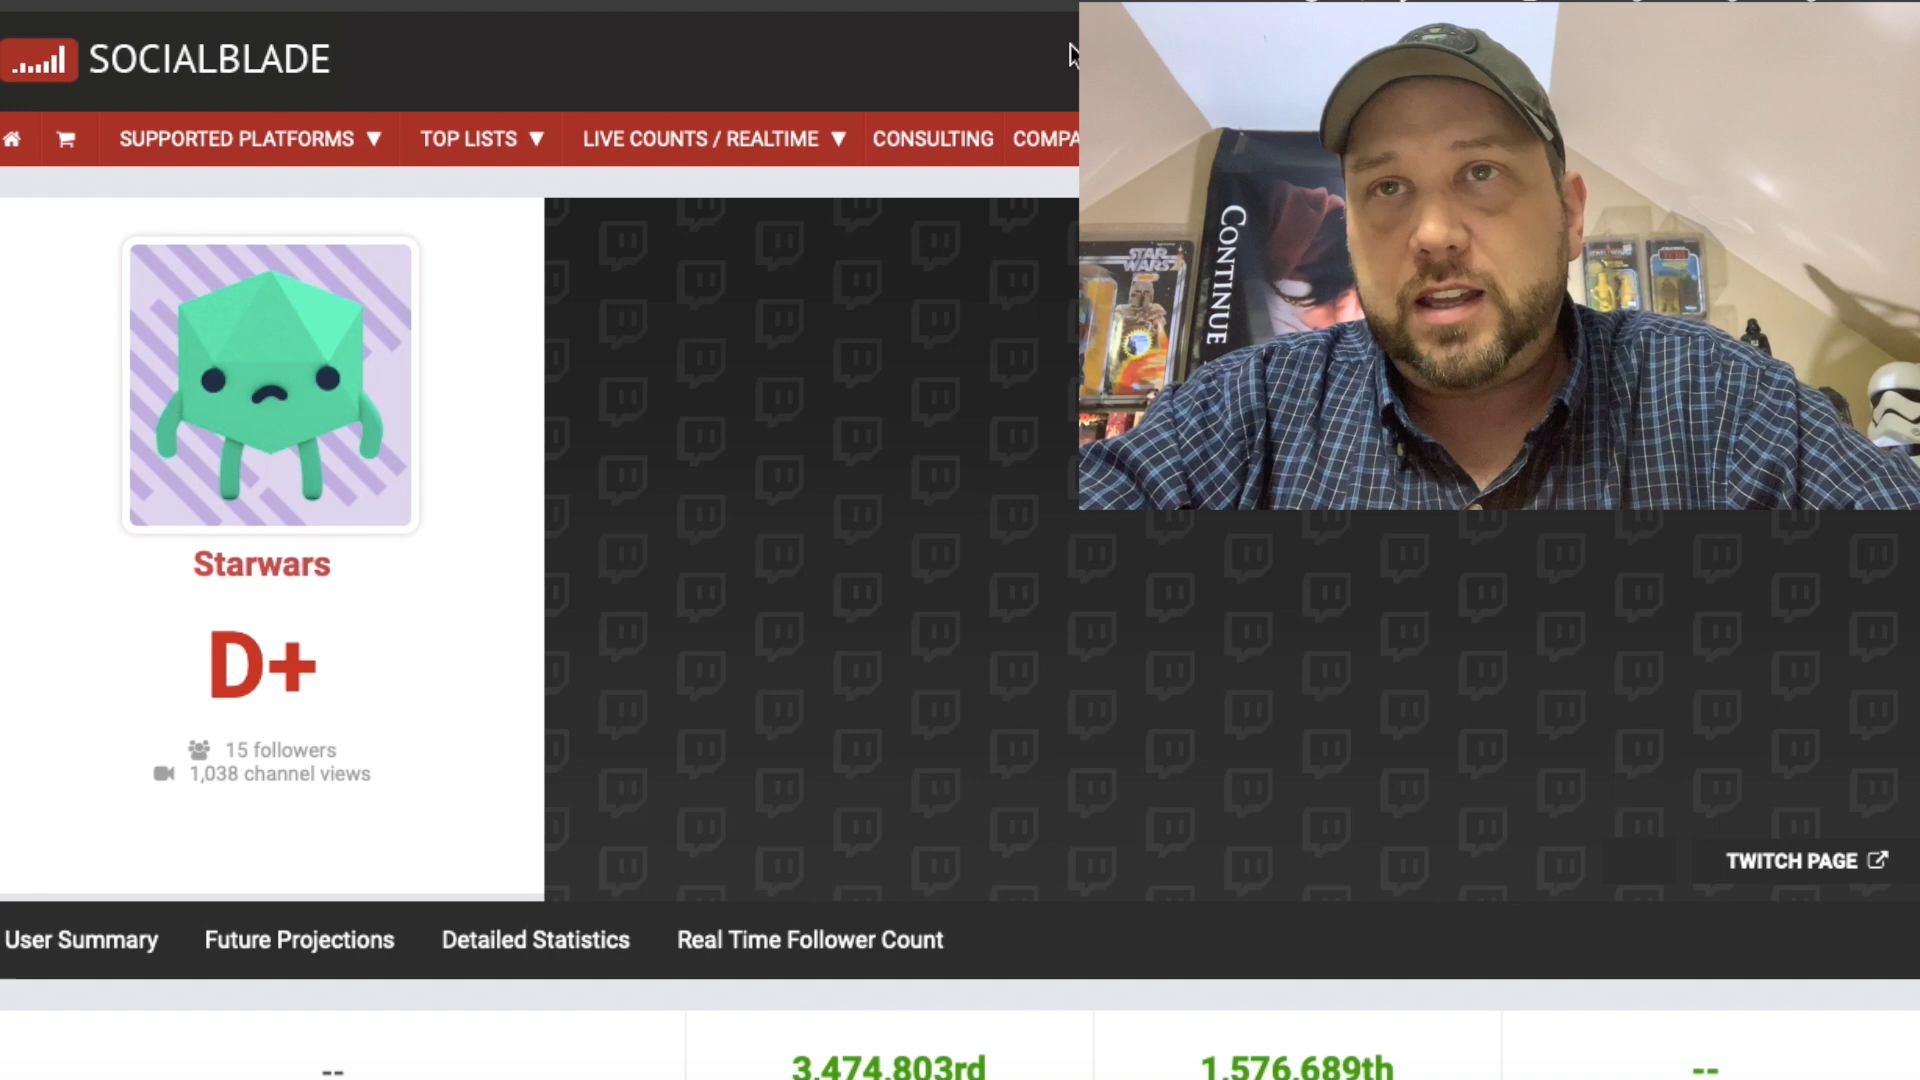 SOCIALBLADE
SUPPORTED PLATFORMS ▼ TOP LISTS ▼ LIVE COUNTS / REALTIME ▼ CONSULTING COMPA
STAR WARS
CONTINUE
Starwars
D+
15 followers
1,038 channel views
TWITCH PAGE
User Summary Future Projections Detailed Statistics Real Time Follower Count
-- 3,474,803rd 1,576,689th --